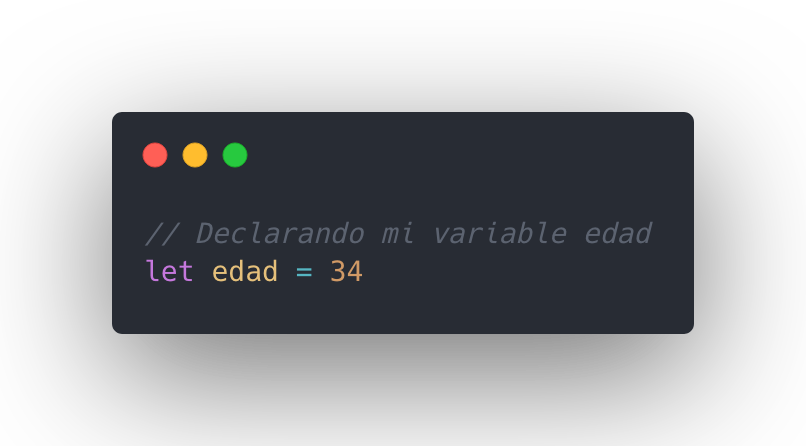 // Declarando mi variable edad
let edad = 34